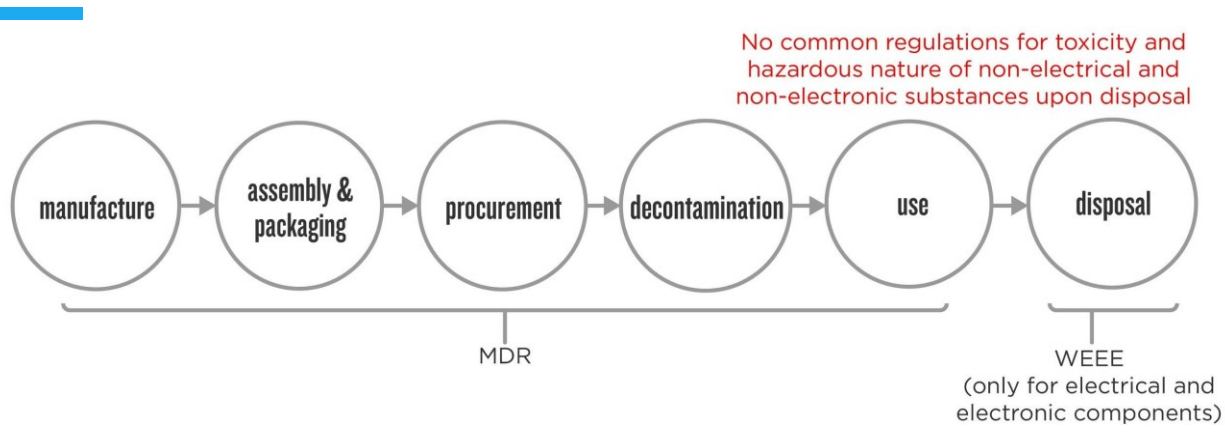 No common regulations for toxicity and
hazardous nature of non-electrical and
non-electronic substances upon disposal
manufacture
assembly &
packaging
procurement
decontamination
use
disposal
MDR
WEEE
(only for electrical and
electronic components)